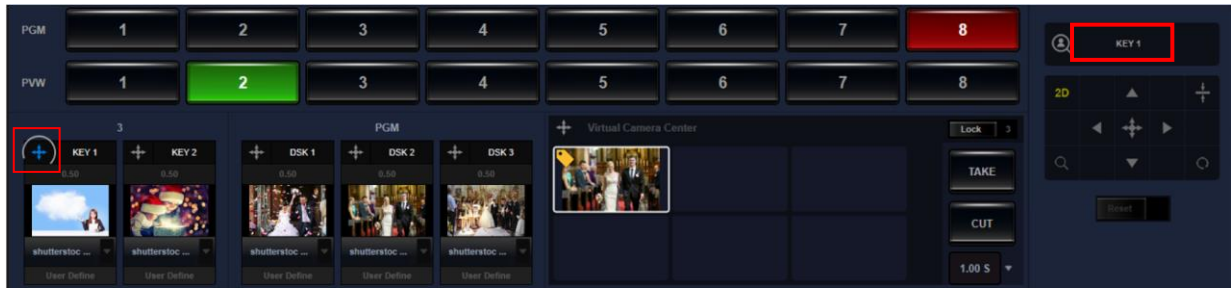 PGM 1 2 3 4 5 6 7 8
KEY 1
PVW 1 2 3 4 5 6 7 8
2D
3
KEY 1 KEY 2
0.50 0.50
shutterstoc ... shutterstoc ...
User Define User Define
PGM
DSK 1 DSK 2 DSK 3
0.50 0.50 0.50
shutterstoc ... shutterstoc ... shutterstoc ...
User Define User Define User Define
Virtual Camera Center Lock 3
TAKE
CUT
1.00 S
Reset